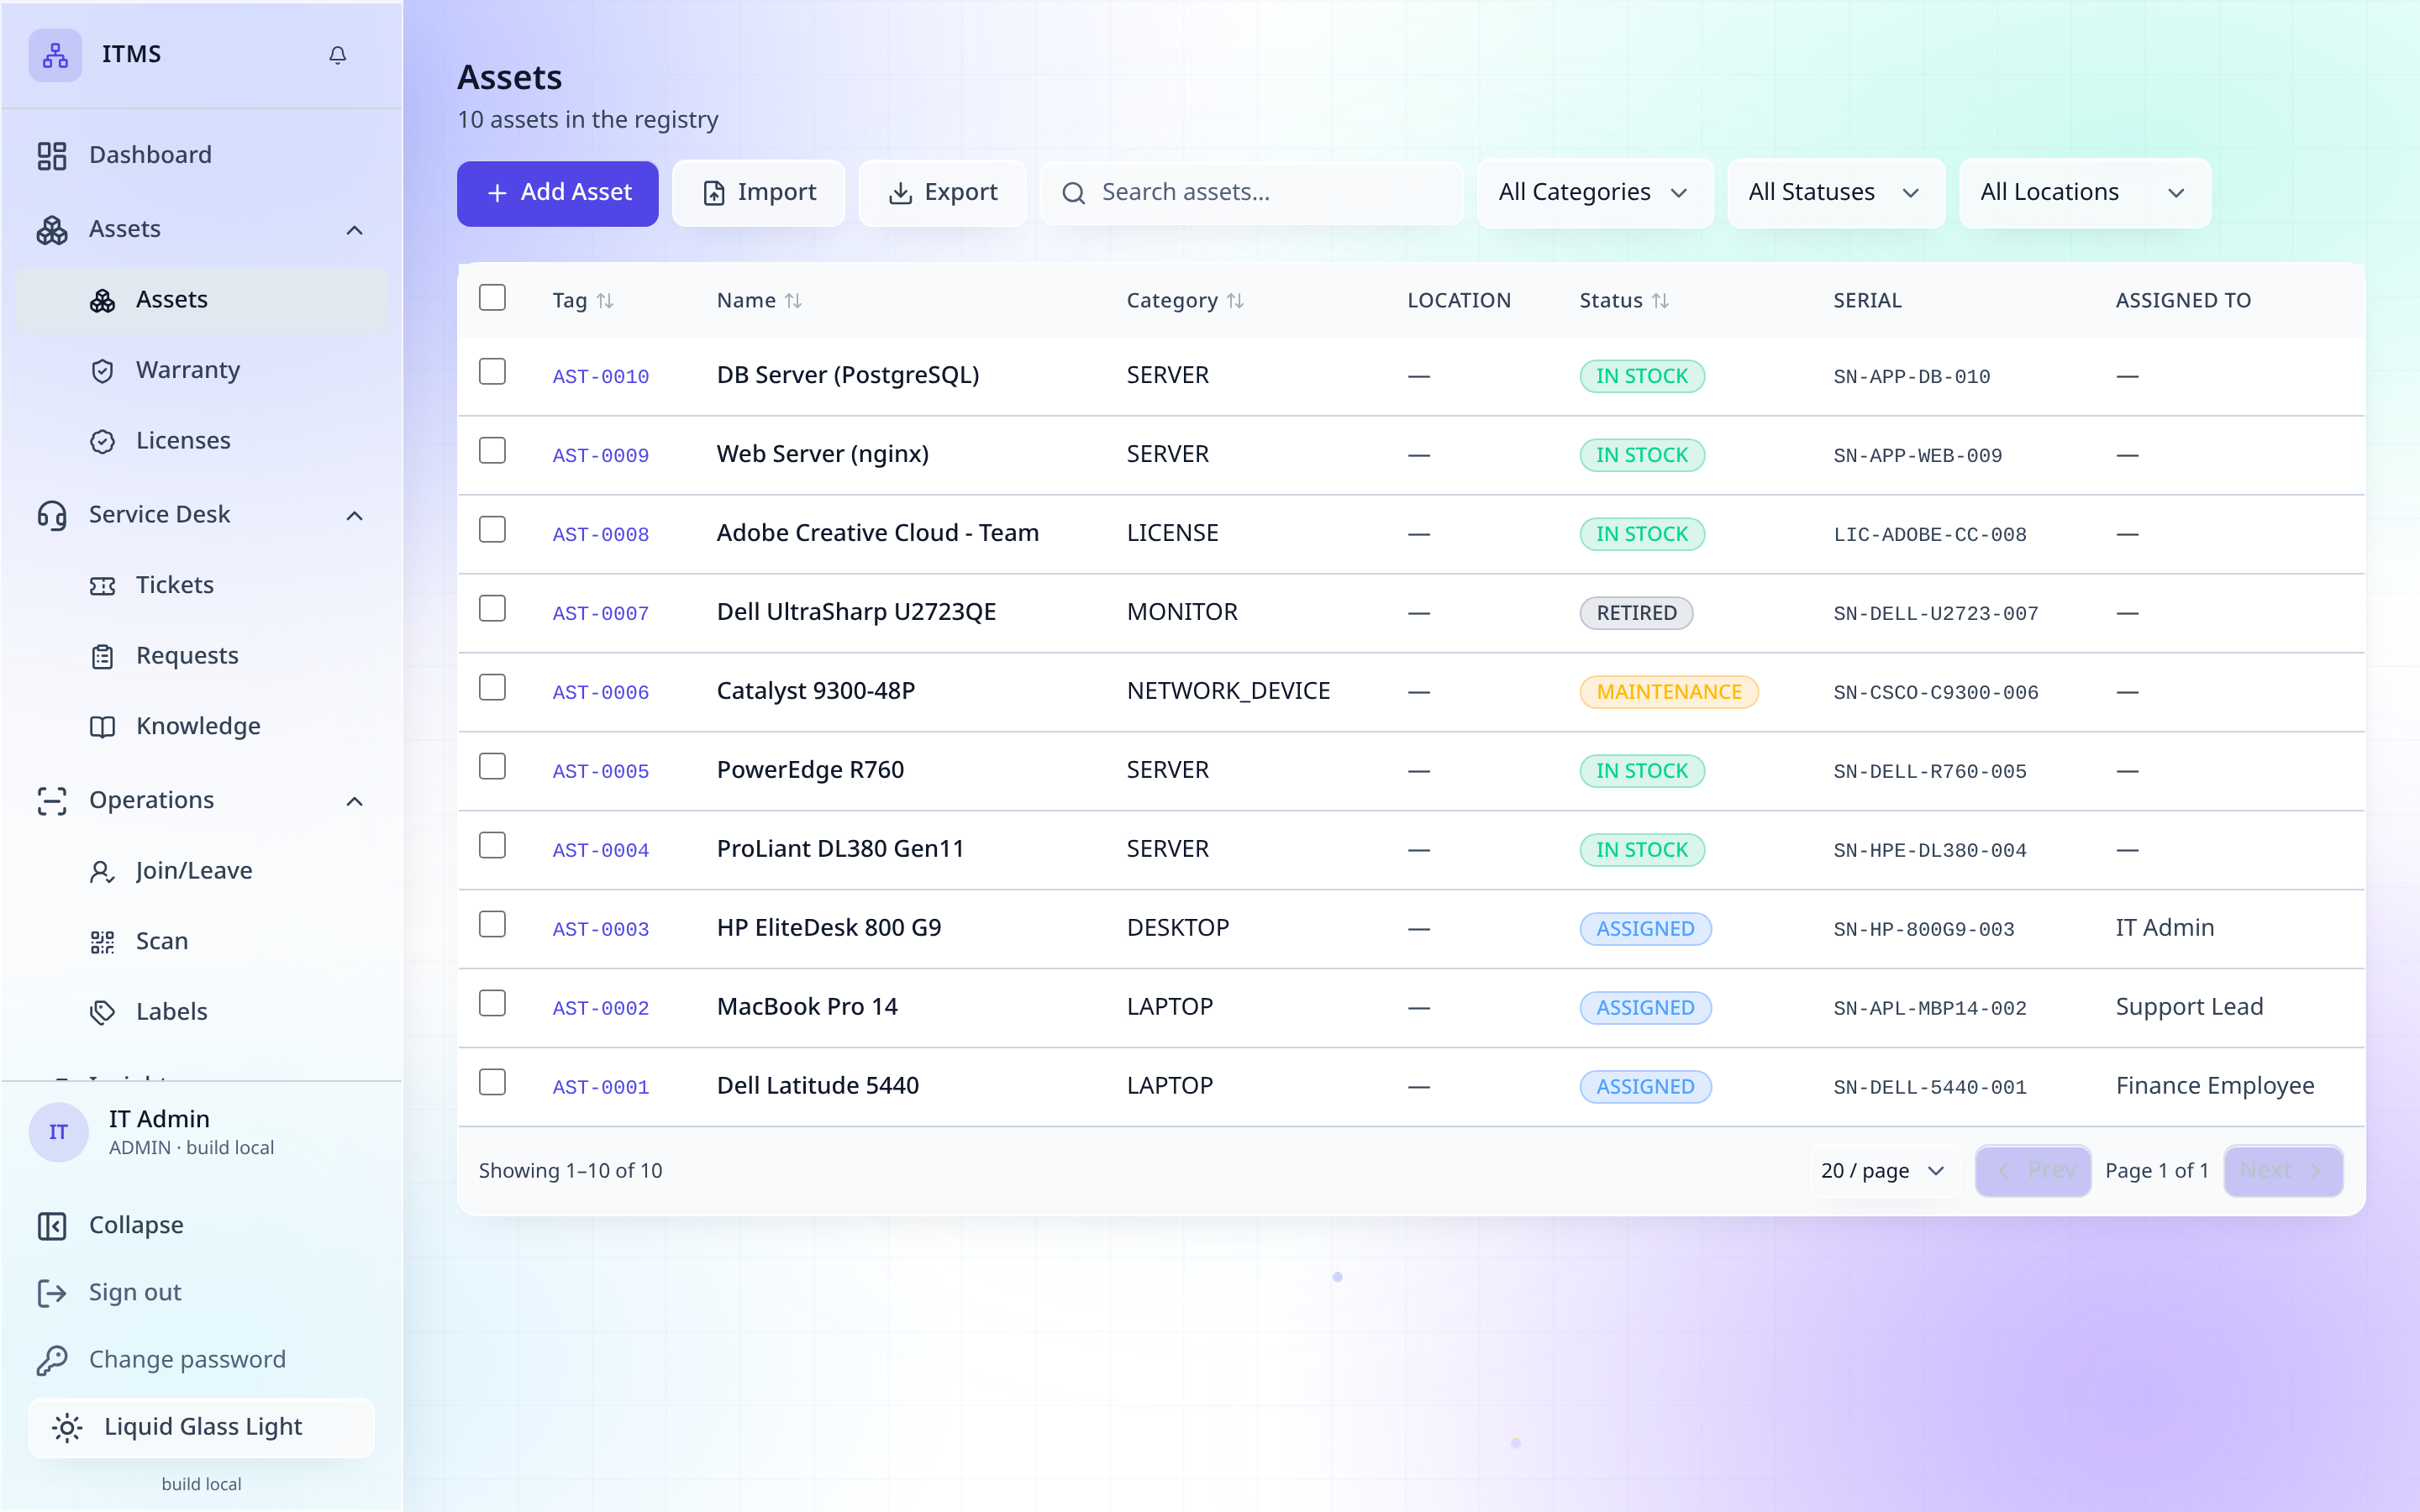 ITMS
Dashboard
Assets
Assets
Warranty
Licenses
Service Desk
Tickets
Requests
Knowledge
Operations
Join/Leave
Scan
Labels
IT
IT Admin
ADMIN · build local
Collapse
Sign out
Change password
Liquid Glass Light
build local
Assets
10 assets in the registry
Add Asset Import Export Search assets... All Categories All Statuses All Locations
Tag Name Category LOCATION Status SERIAL ASSIGNED TO
AST-0010 DB Server (PostgreSQL) SERVER — IN STOCK SN-APP-DB-010 —
AST-0009 Web Server (nginx) SERVER — IN STOCK SN-APP-WEB-009 —
AST-0008 Adobe Creative Cloud - Team LICENSE — IN STOCK LIC-ADOBE-CC-008 —
AST-0007 Dell UltraSharp U2723QE MONITOR — RETIRED SN-DELL-U2723-007 —
AST-0006 Catalyst 9300-48P NETWORK_DEVICE — MAINTENANCE SN-CSCO-C9300-006 —
AST-0005 PowerEdge R760 SERVER — IN STOCK SN-DELL-R760-005 —
AST-0004 ProLiant DL380 Gen11 SERVER — IN STOCK SN-HPE-DL380-004 —
AST-0003 HP EliteDesk 800 G9 DESKTOP — ASSIGNED SN-HP-800G9-003 IT Admin
AST-0002 MacBook Pro 14 LAPTOP — ASSIGNED SN-APL-MBP14-002 Support Lead
AST-0001 Dell Latitude 5440 LAPTOP — ASSIGNED SN-DELL-5440-001 Finance Employee
Showing 1–10 of 10 20 / page Prev Page 1 of 1 Next